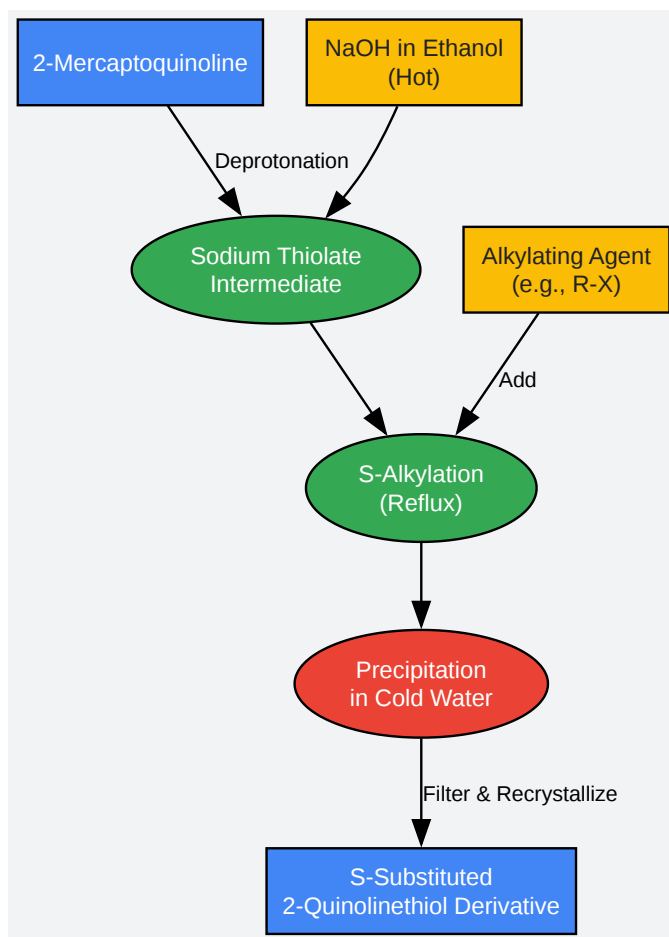 2-Mercaptoquinoline
NaOH in Ethanol
(Hot)
Deprotonation
Sodium Thiolate
Intermediate
Alkylating Agent
(e.g., R-X)
Add
S-Alkylation
(Reflux)
Precipitation
in Cold Water
Filter & Recrystallize
S-Substituted
2-Quinolinethiol Derivative